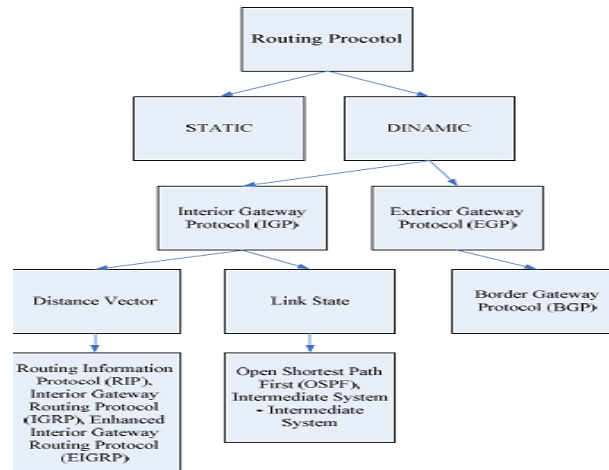 Routing Procotol
STATIC
DINAMIC
Interior Gateway
Protocol (IGP)
Exterior Gateway
Protocol (EGP)
Distance Vector
Link State
Border Gateway
Protocol (BGP)
Routing Information
Protocol (RIP), Interior Gateway
Routing Protocol
(IGRP), Enhanced
Interior Gateway
Routing Protocol
(EIGRP)
Open Shortest Path
First (OSPF),
Intermediate System
- Intermediate
System